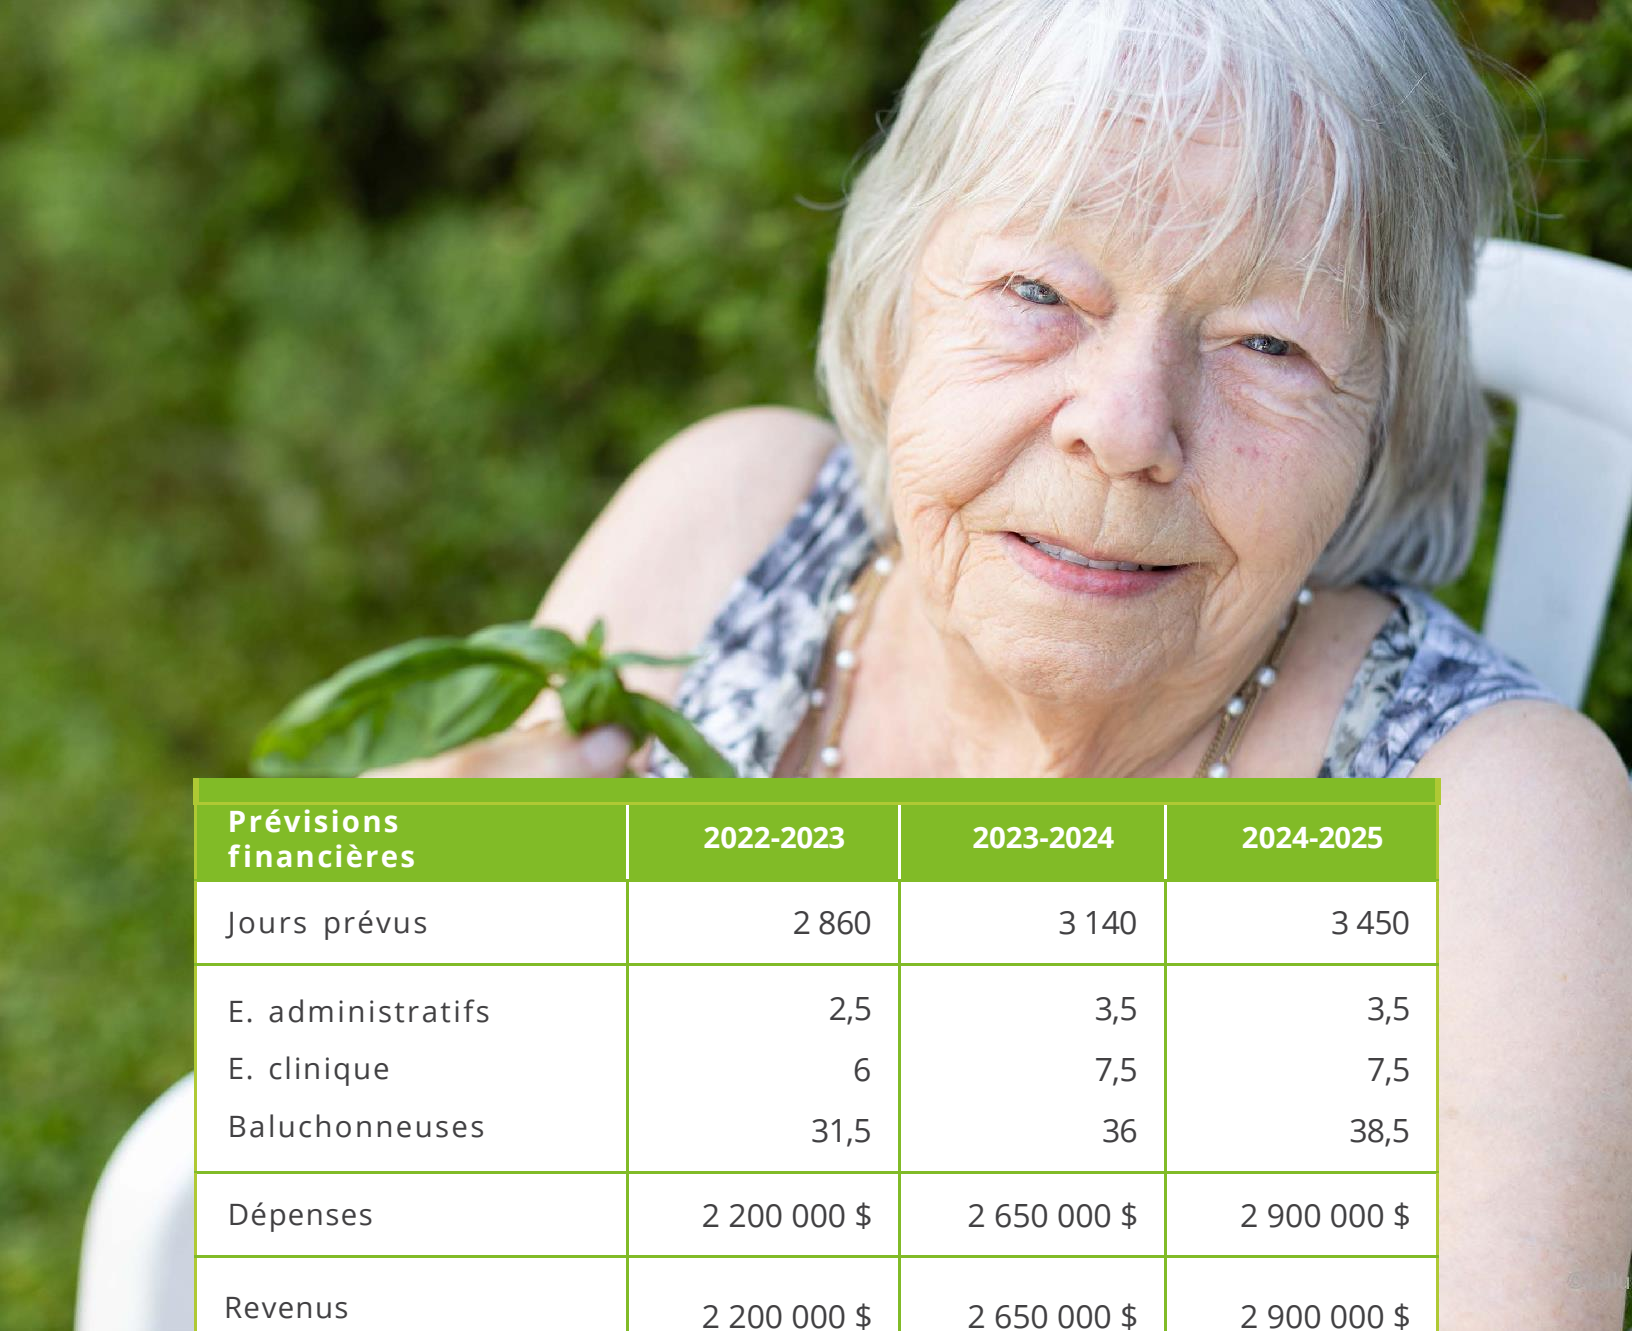 Prévisions
financières
2022-2023 2023-2024 2024-2025
Jours prévus 2 860 3 140 3 450
E. administratifs 2,5 3,5 3,5
E. clinique 6 7,5 7,5
Baluchonneuses 31,5 36 38,5
Dépenses 2 200 000 $ 2 650 000 $ 2 900 000 $
Revenus 2 200 000 $ 2 650 000 $ 2 900 000 $